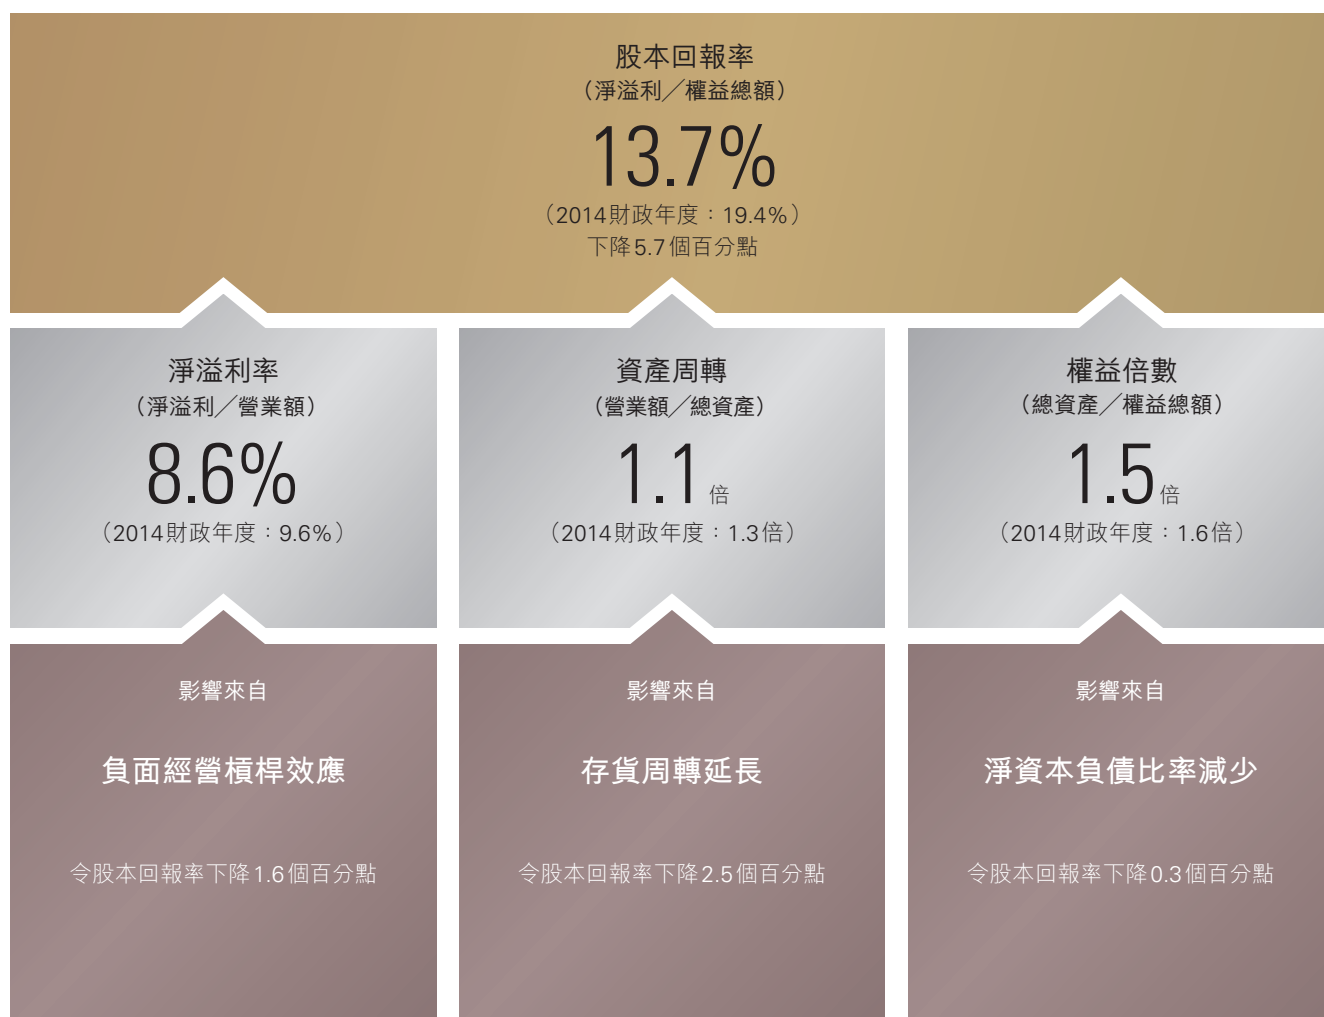 股本回報率
（淨溢利／權益總額）
13.7%
（2014財政年度：19.4%）
下降5.7個百分點
淨溢利率
（淨溢利／營業額）
8.6%
（2014財政年度：9.6%）
資產周轉
（營業額／總資產）
1.1倍
（2014財政年度：1.3倍）
權益倍數
（總資產／權益總額）
1.5倍
（2014財政年度：1.6倍）
影響來自
負面經營槓桿效應
令股本回報率下降1.6個百分點
影響來自
存貨周轉延長
令股本回報率下降2.5個百分點
影響來自
淨資本負債比率減少
令股本回報率下降0.3個百分點